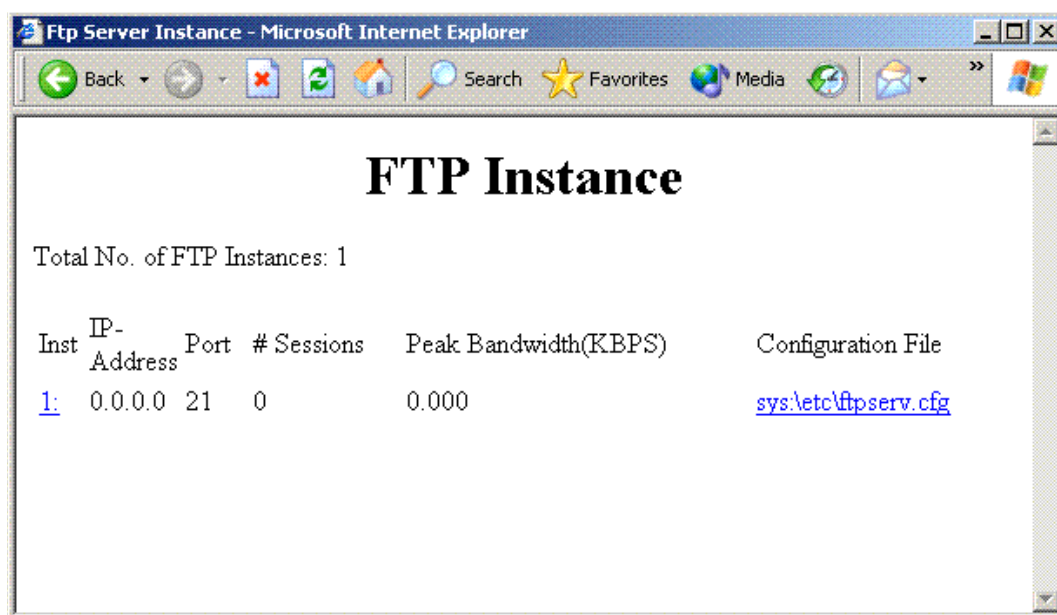 Ftp Server Instance - Microsoft Internet Explorer
Back Search Favorites Media »
FTP Instance
Total No. of FTP Instances: 1
Inst IP-Address Port # Sessions Peak Bandwidth(KBPS) Configuration File
1: 0.0.0.0 21 0 0.000 sys:\etc\ftpserv.cfg